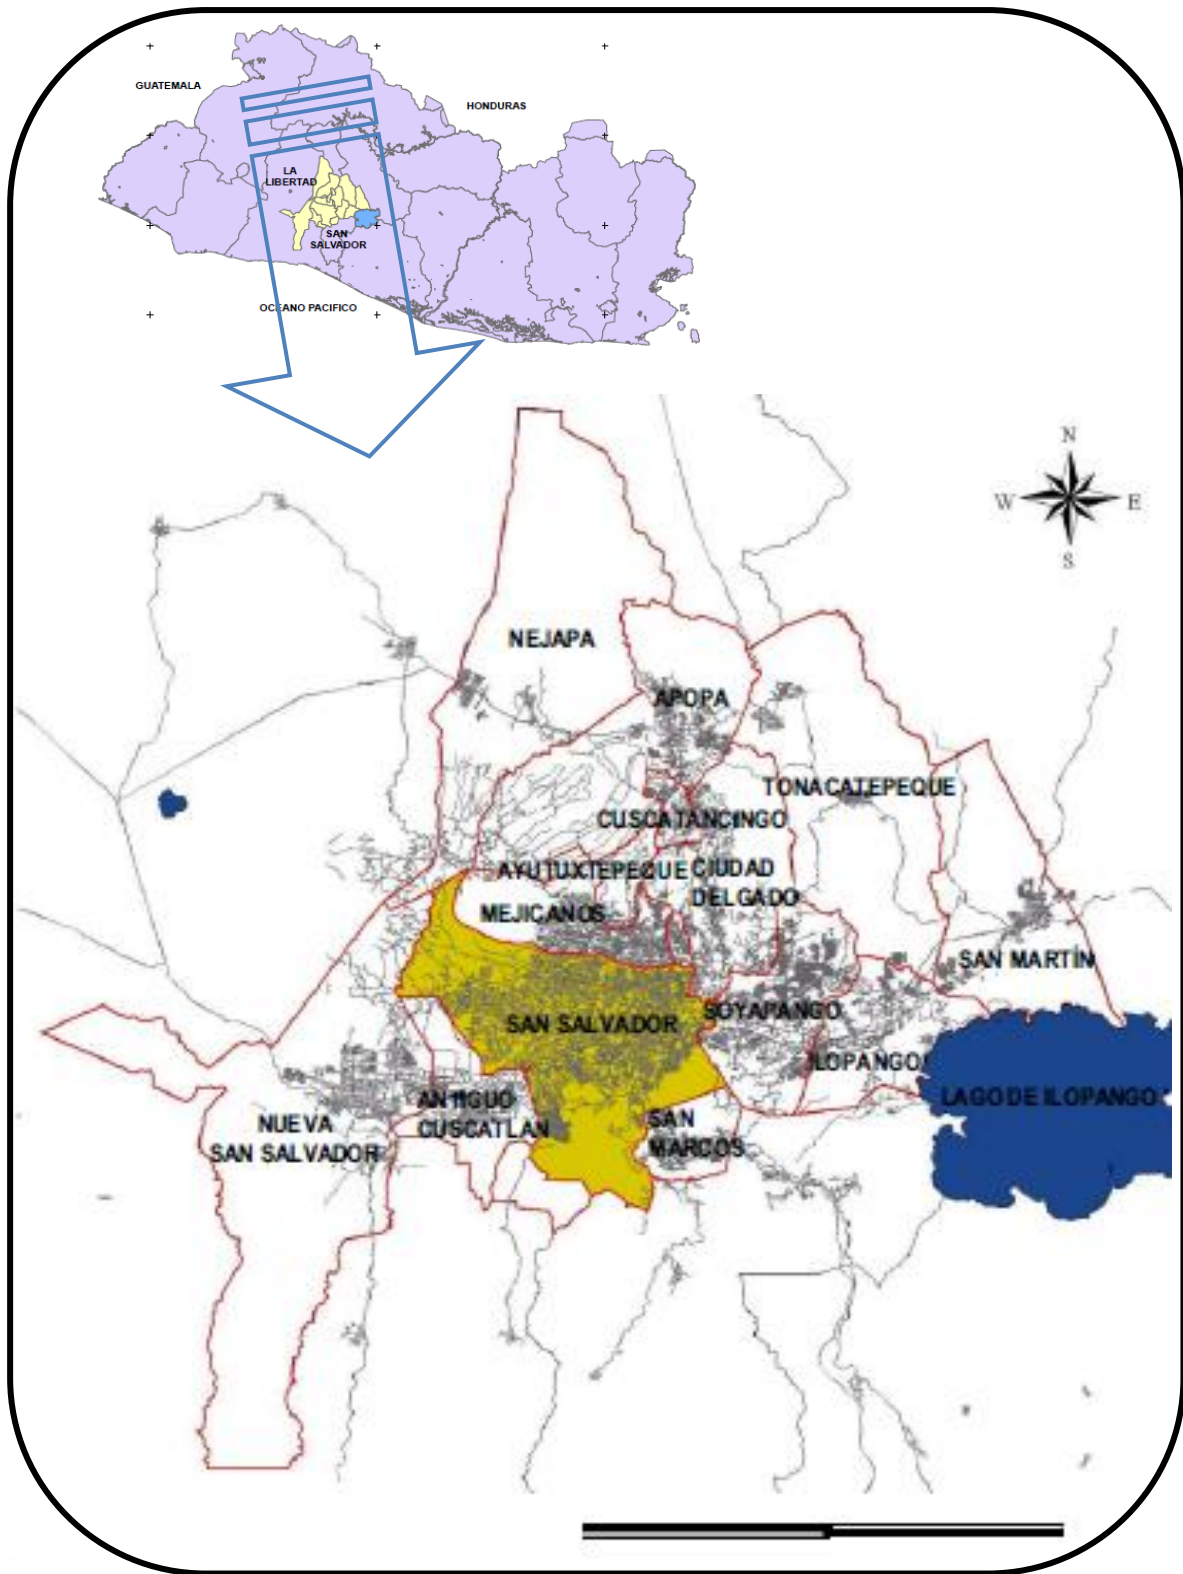 GUATEMALA
HONDURAS
LA
LIBERTAD
SAN
SALVADOR
OCEANO PACIFICO
N
W E
S
NEJAPA
APOPA
TONACATEPEQUE
CUSCATANCINGO
AYUTUXTEPEQUE
CIUDAD
DELGADO
MEJICANOS
SAN MARTÍN
SAN SALVADOR
SOYAPANGO
ILOPANGO
LAGO DE ILOPANGO
ANTIGUO
CUSCATLAN
SAN
MARCOS
NUEVA
SAN SALVADOR